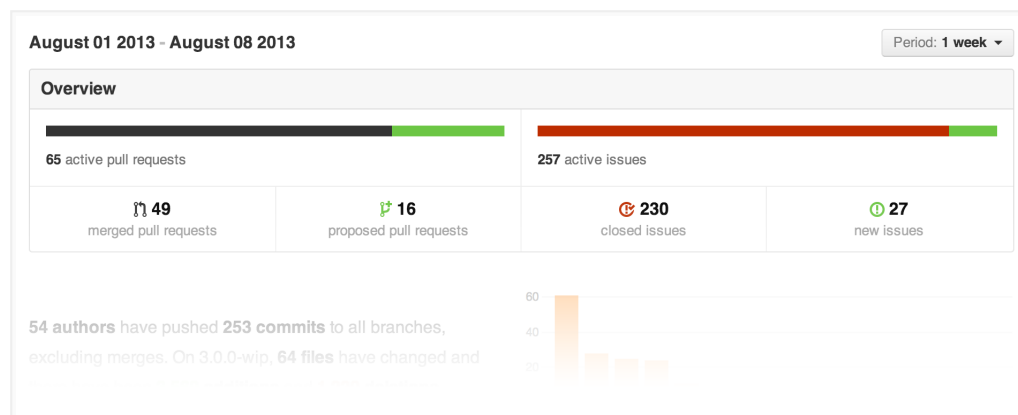 August 01 2013 - August 08 2013
Period: 1 week
Overview
65 active pull requests
257 active issues
49
merged pull requests
16
proposed pull requests
230
closed issues
27
new issues
54 authors have pushed 253 commits to all branches,
excluding merges. On 3.0.0-wip, 64 files have changed and
60
40
20